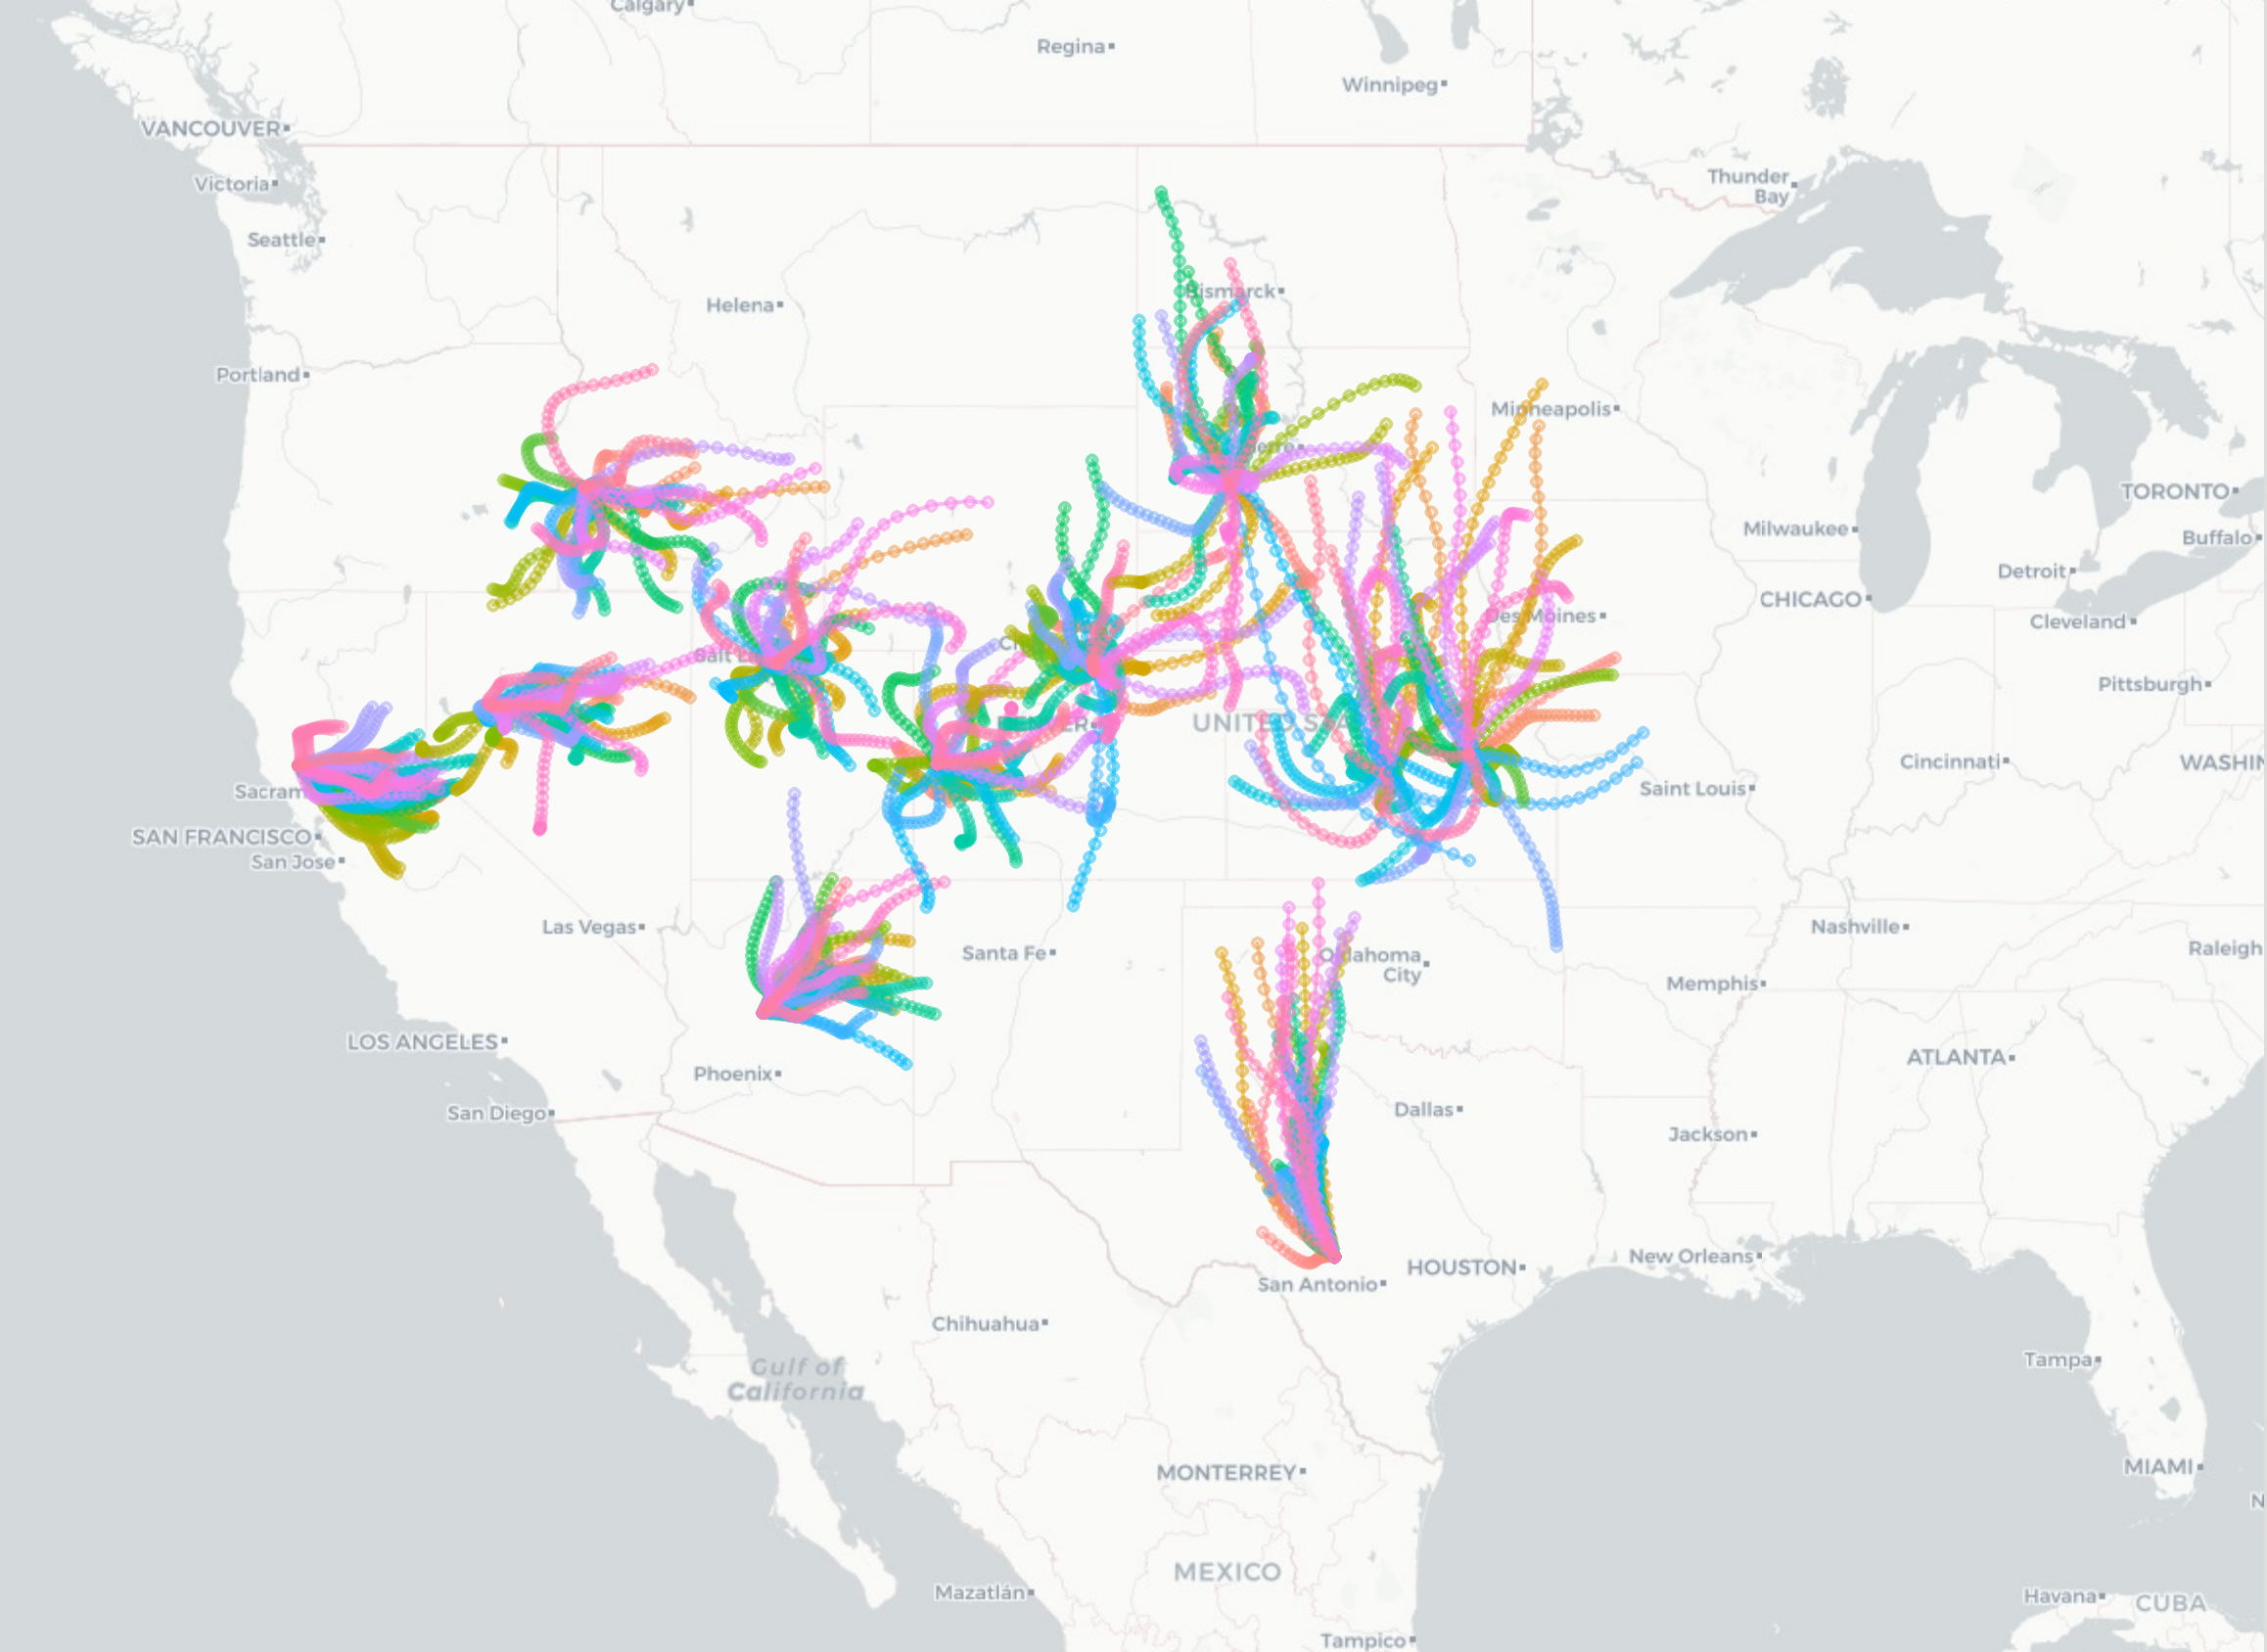 Calgary
Regina
Winnipeg
VANCOUVER
Thunder
Bay
Victoria
Seattle
Bismarck
Helena
Portland
Minneapolis
TORONTO
Milwaukee
Buffalo
Detroit
CHICAGO
Des Moines
Cleveland
Salt L
Pittsburgh
DENVER
UNITED STA
Cincinnati
WASHIN
Sacram
Saint Louis
SAN FRANCISCO
San Jose
Las Vegas
Nashville
Santa Fe
Oklahoma
City
Raleigh
Memphis
LOS ANGELES
ATLANTA
Phoenix
San Diego
Dallas
Jackson
New Orleans
HOUSTON
San Antonio
Chihuahua
Tampa
Gulf of
California
MIAMI
MONTERREY
N
MEXICO
Mazatlán
Havana
CUBA
Tampico